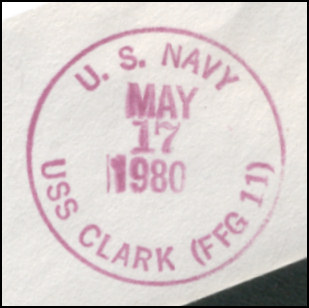 U. S. NAVY
MAY
17
1980
USS CLARK (FFG 11)